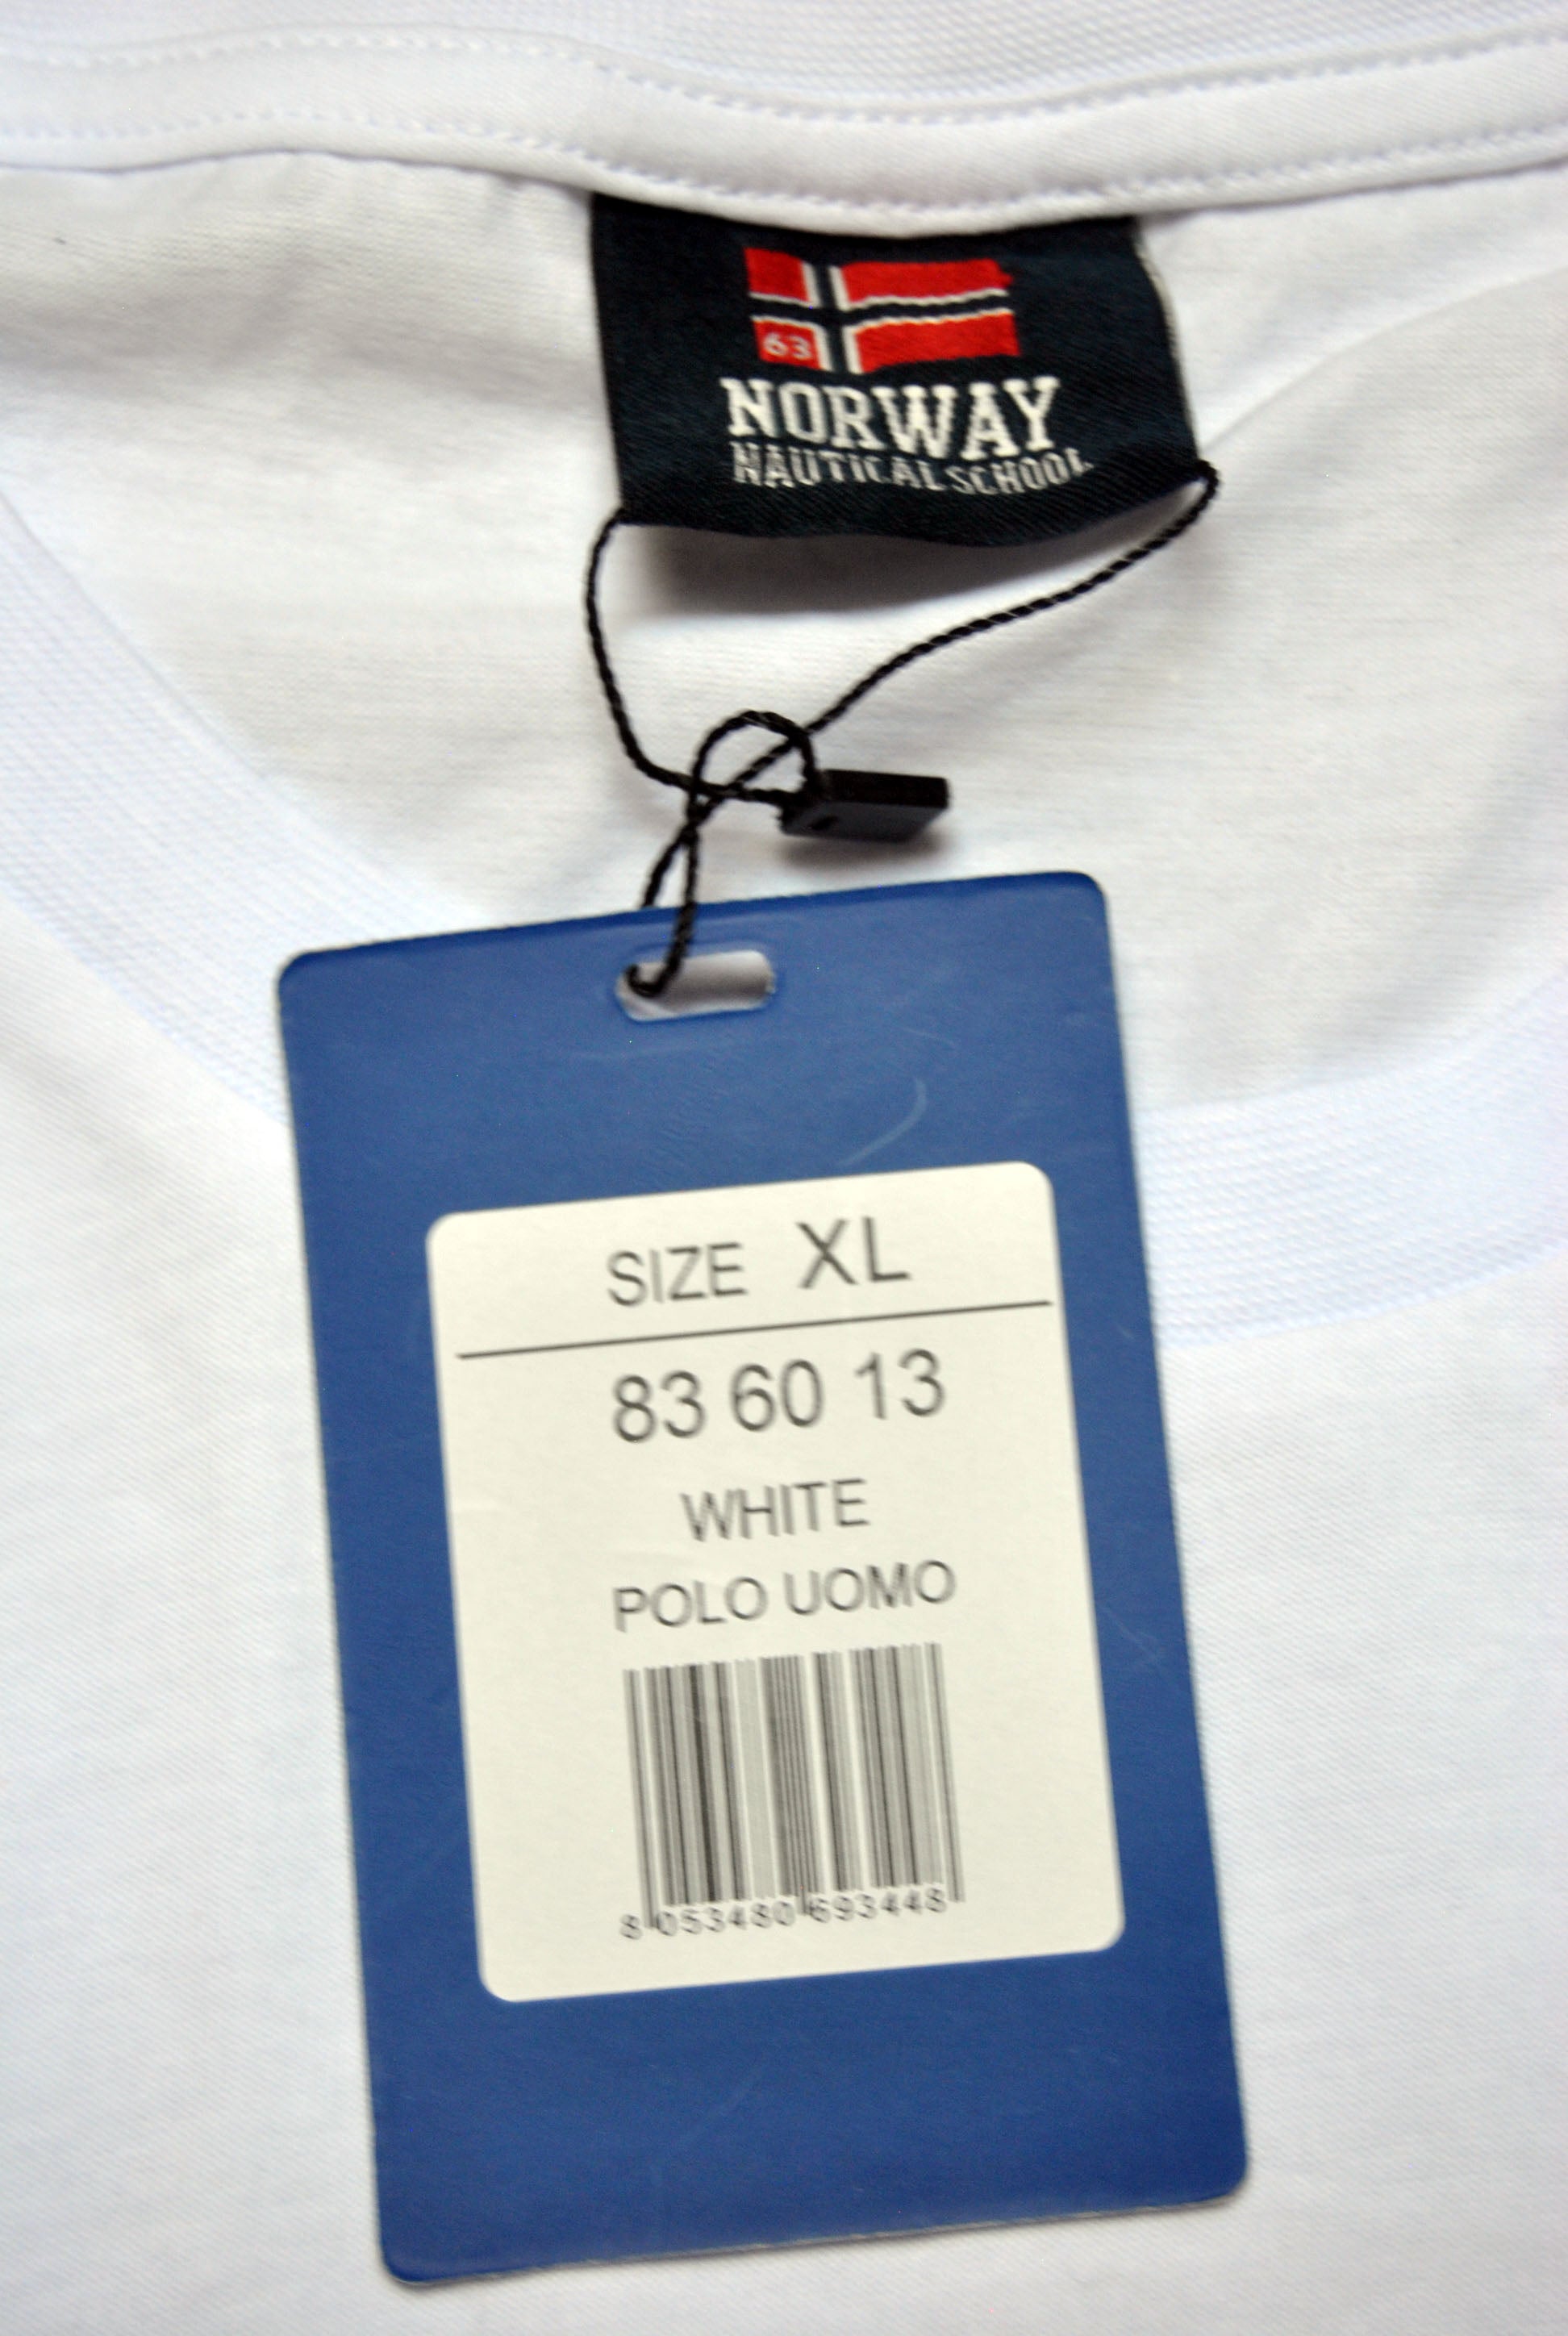 63
NORWAY
NAUTICAL SCHOOL
SIZE XL
83 60 13
WHITE
POLO UOMO
8 053480 693448